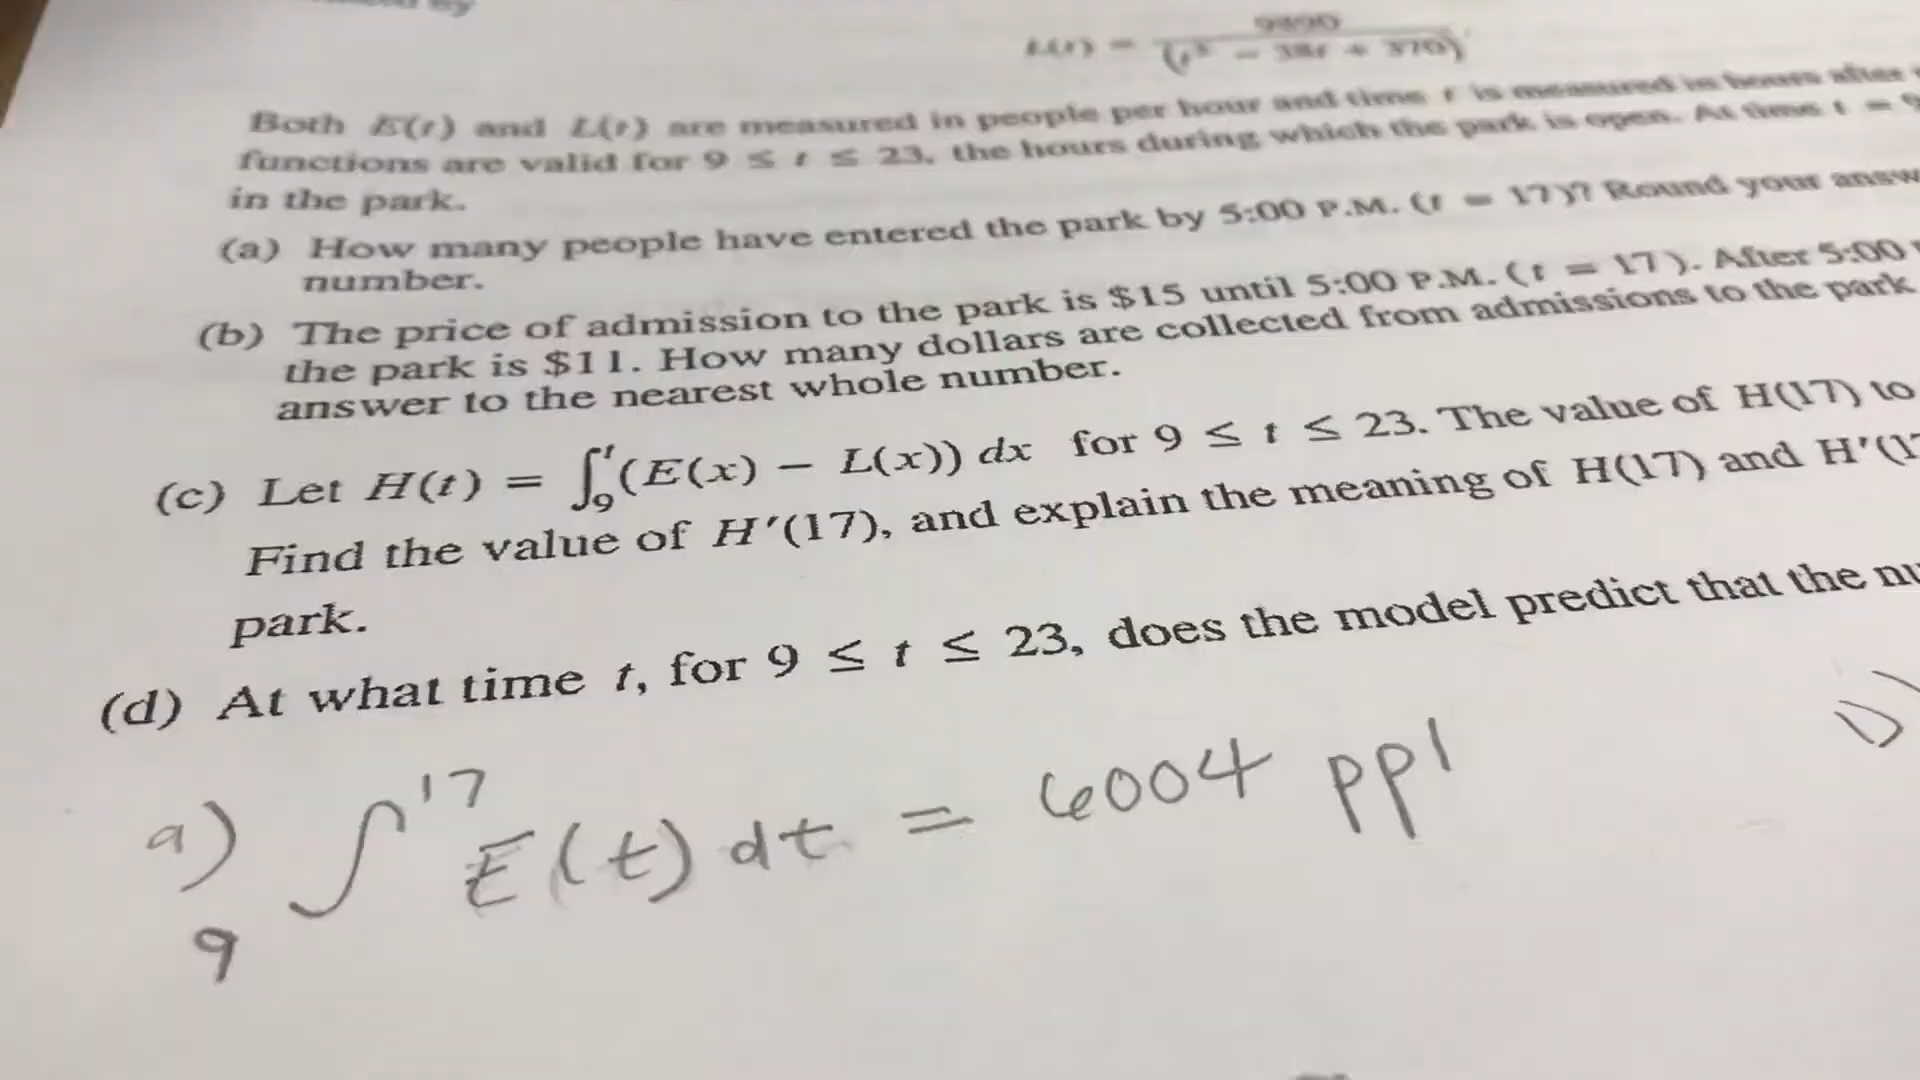 L(t) = 9890 / (t² − 38t + 370)
Both E(t) and L(t) are measured in people per hour and time t is measured in hours after
functions are valid for 9 ≤ t ≤ 23, the hours during which the park is open. At time t = 9
in the park.
(a) How many people have entered the park by 5:00 P.M. (t = 17)? Round your answ
number.
(b) The price of admission to the park is $15 until 5:00 P.M. (t = 17). After 5:00
the park is $11. How many dollars are collected from admissions to the park
answer to the nearest whole number.
(c) Let H(t) = ∫₉ᵗ (E(x) − L(x)) dx for 9 ≤ t ≤ 23. The value of H(17) to
Find the value of H′(17), and explain the meaning of H(17) and H′(17
park.
(d) At what time t, for 9 ≤ t ≤ 23, does the model predict that the nu
a) ∫₉¹⁷ E(t) dt = 6004 ppl